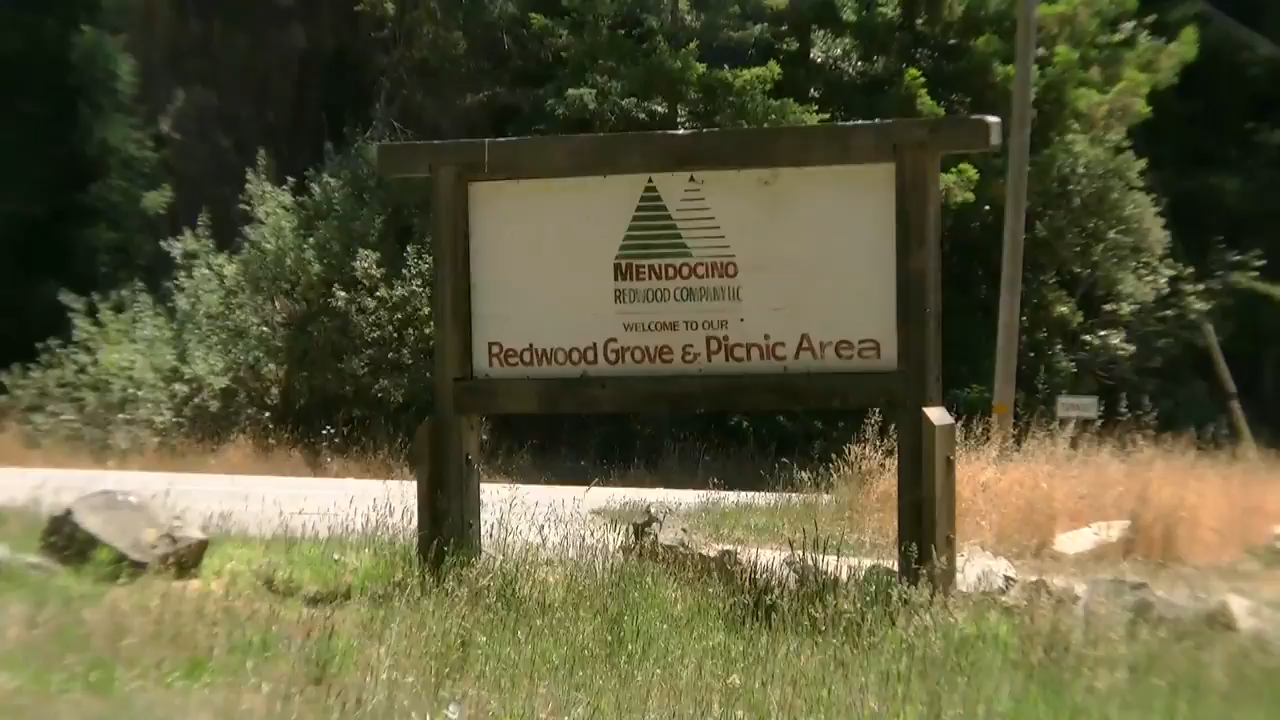 MENDOCINO
REDWOOD COMPANY LLC
WELCOME TO OUR
Redwood Grove & Picnic Area